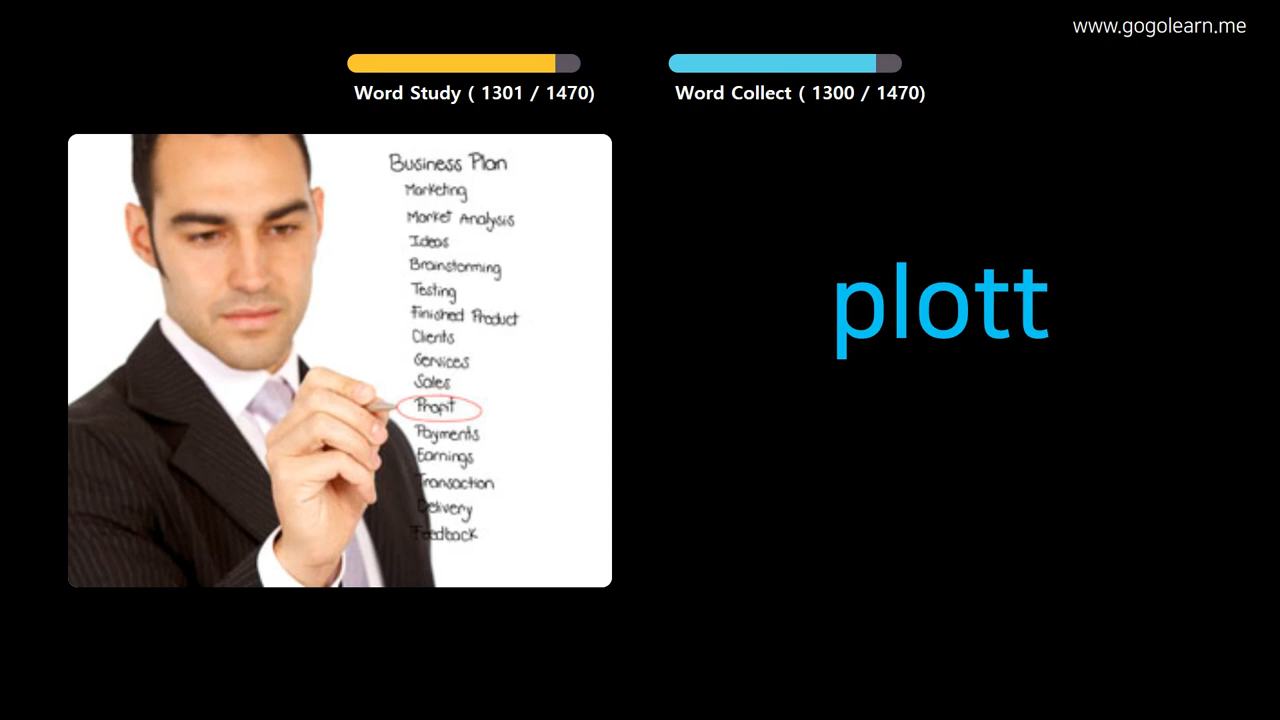 www.gogolearn.me
Word Study ( 1301 / 1470)
Word Collect ( 1300 / 1470)
Business Plan
Marketing
Market Analysis
Ideas
Brainstorming
Testing
Finished Product
Clients
Services
Sales
Profit
Payments
Earnings
Transaction
Delivery
Feedback
plott